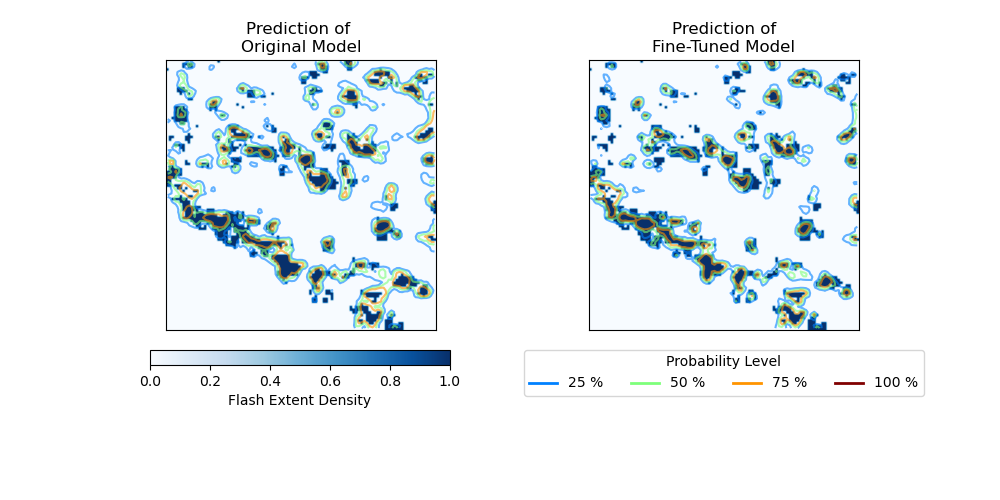 Prediction of
Original Model
Prediction of
Fine-Tuned Model
0.0 0.2 0.4 0.6 0.8 1.0
Flash Extent Density
Probability Level
25 % 50 % 75 % 100 %